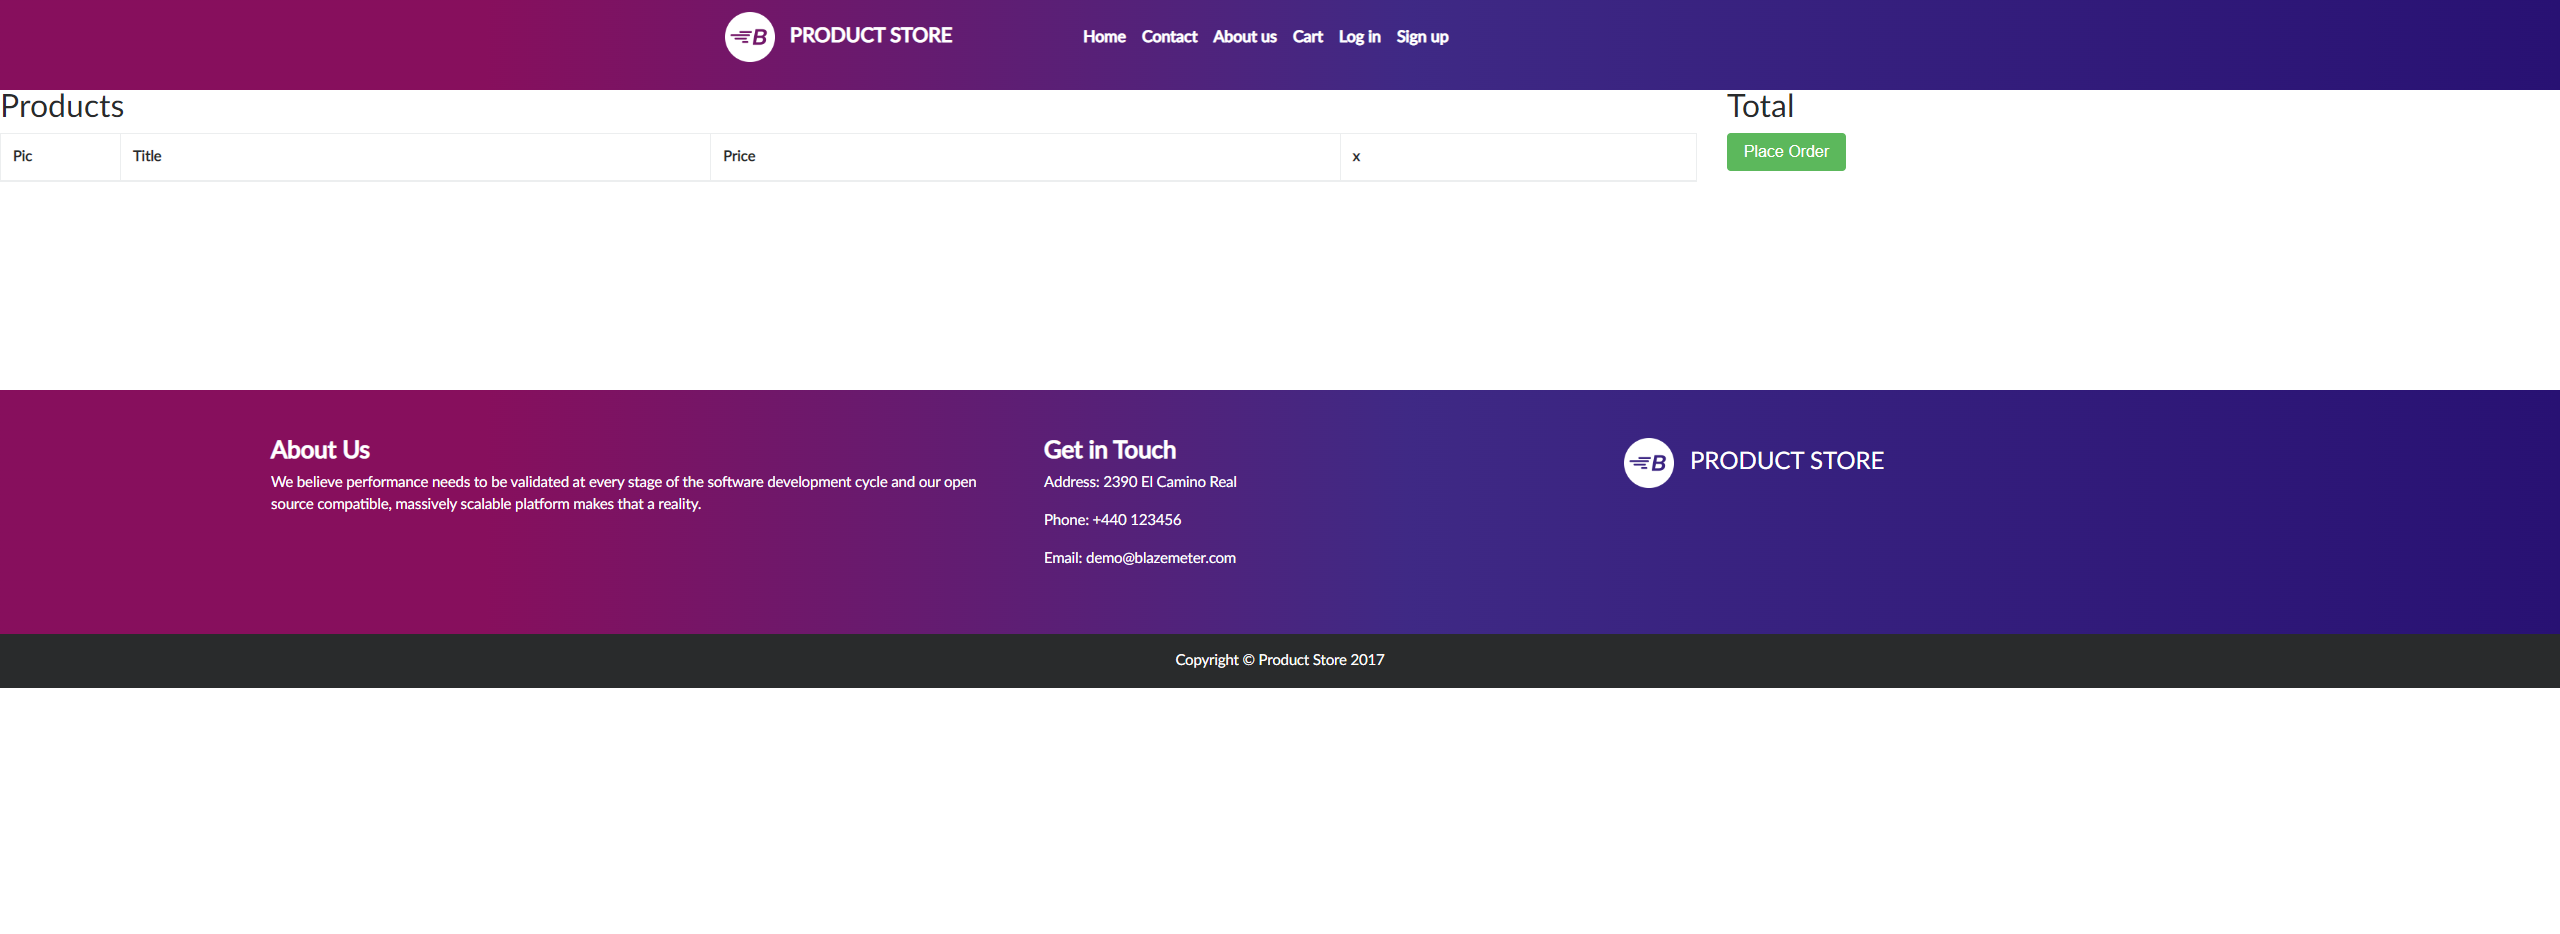 B PRODUCT STORE Home Contact About us Cart Log in Sign up
Products
Pic Title Price x
Total
Place Order
About Us
We believe performance needs to be validated at every stage of the software development cycle and our open
source compatible, massively scalable platform makes that a reality.
Get in Touch
Address: 2390 El Camino Real
Phone: +440 123456
Email: demo@blazemeter.com
B PRODUCT STORE
Copyright © Product Store 2017